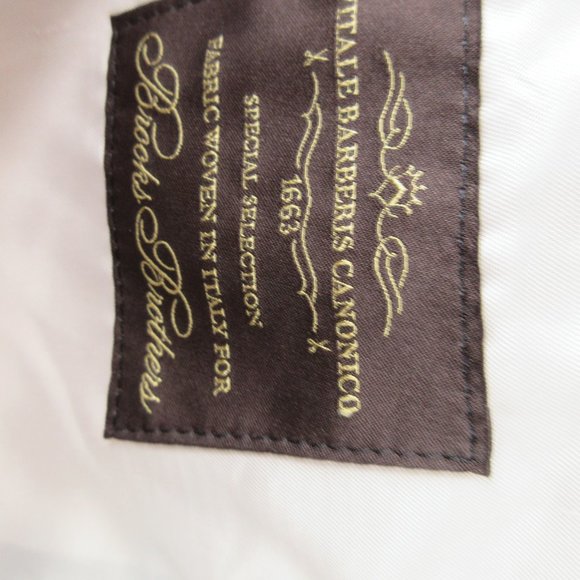 VITALE BARBERIS CANONICO
1663
SPECIAL SELECTION
FABRIC WOVEN IN ITALY FOR
Brooks Brothers